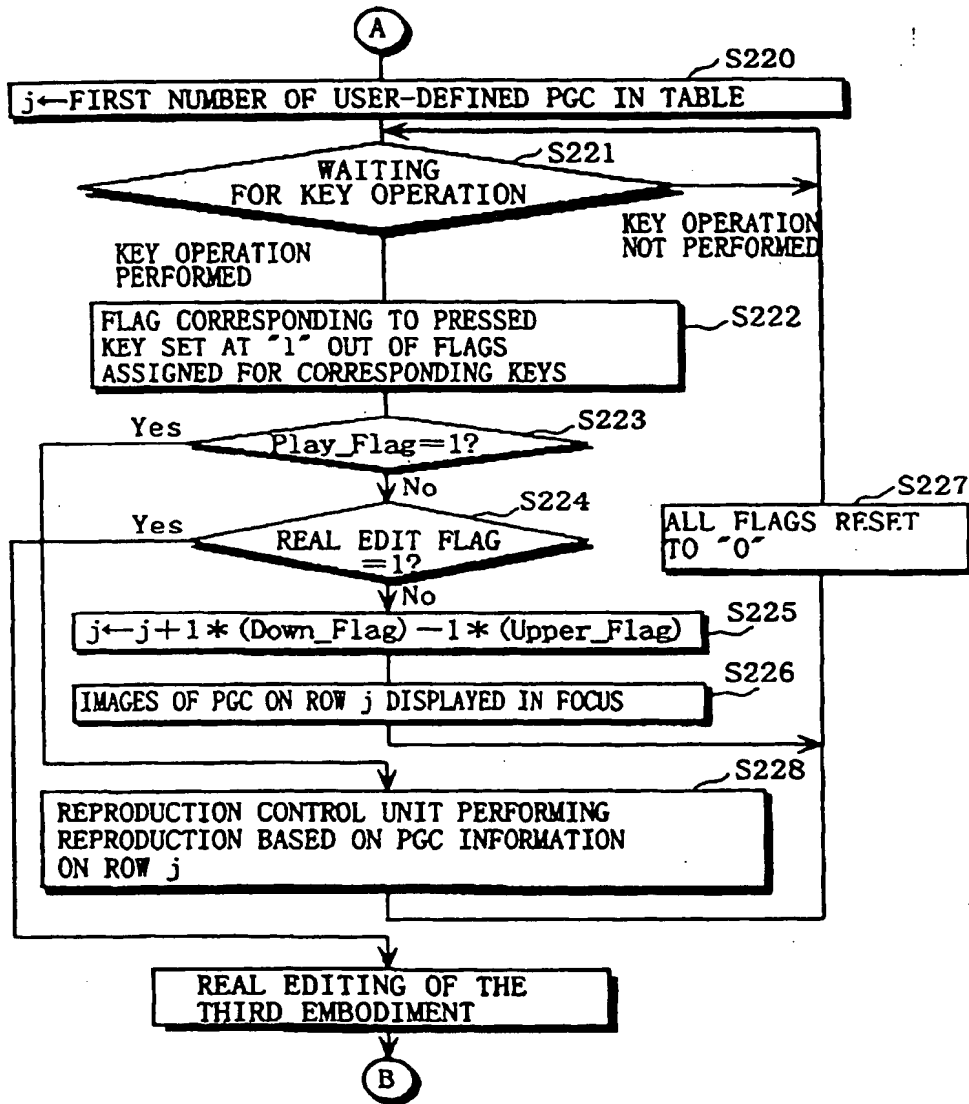 A
S220
j←FIRST NUMBER OF USER-DEFINED PGC IN TABLE
S221
WAITING
FOR KEY OPERATION
KEY OPERATION
NOT PERFORMED
KEY OPERATION
PERFORMED
S222
FLAG CORRESPONDING TO PRESSED
KEY SET AT "1" OUT OF FLAGS
ASSIGNED FOR CORRESPONDING KEYS
S223
Yes
Play_Flag=1?
No
S224
Yes
REAL EDIT FLAG
=1?
No
S227
ALL FLAGS RESET
TO "0"
S225
j←j+1*(Down_Flag)-1*(Upper_Flag)
S226
IMAGES OF PGC ON ROW j DISPLAYED IN FOCUS
S228
REPRODUCTION CONTROL UNIT PERFORMING
REPRODUCTION BASED ON PGC INFORMATION
ON ROW j
REAL EDITING OF THE
THIRD EMBODIMENT
B